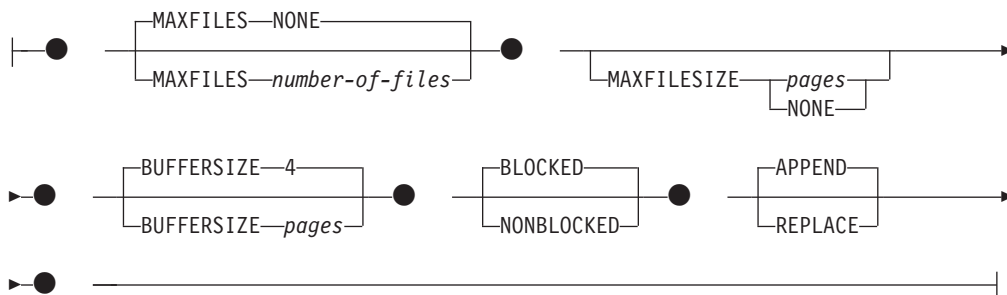 MAXFILES NONE
MAXFILES number-of-files
MAXFILESIZE pages
NONE
BUFFERSIZE 4
BUFFERSIZE pages
BLOCKED
NONBLOCKED
APPEND
REPLACE